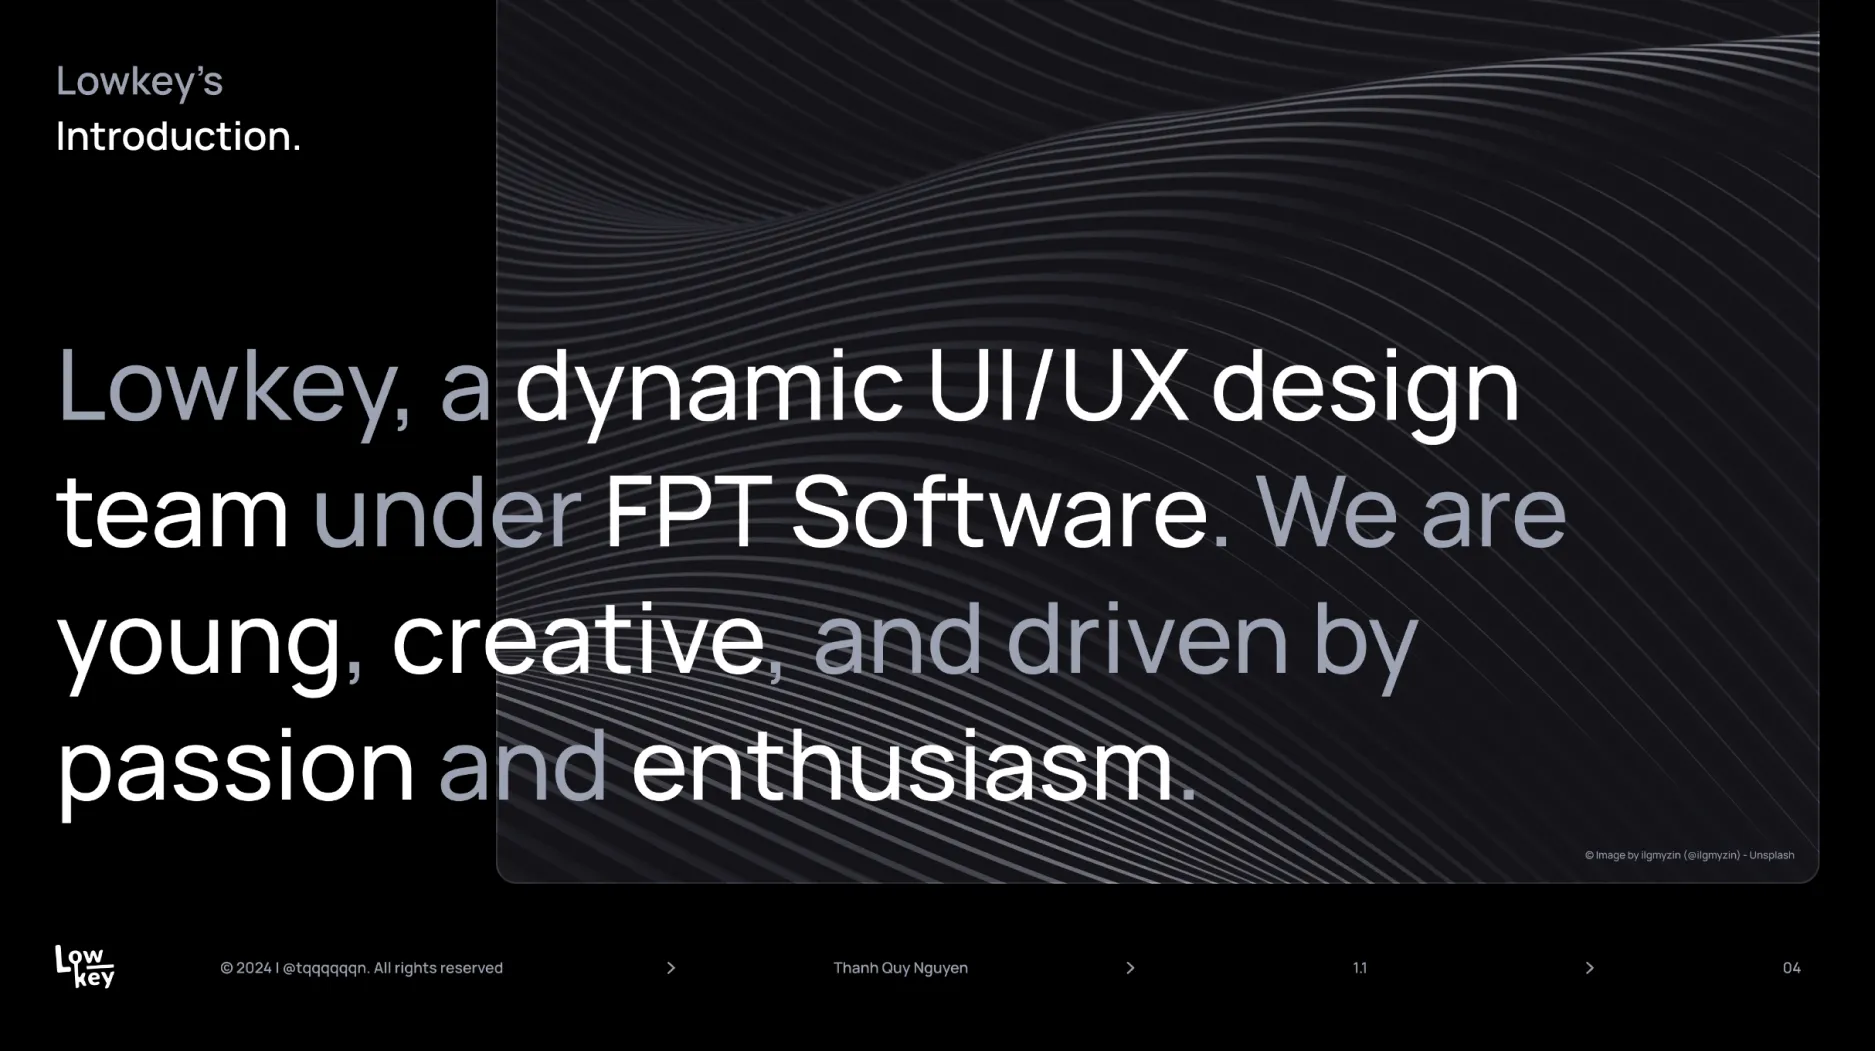 Lowkey’s
Introduction.
Lowkey, a dynamic UI/UX design
team under FPT Software. We are
young, creative, and driven by
passion and enthusiasm.
© Image by ilgmyzin (@ilgmyzin) - Unsplash
Low
key
© 2024 | @tqqqqqqn. All rights reserved > Thanh Quy Nguyen > 1.1 > 04